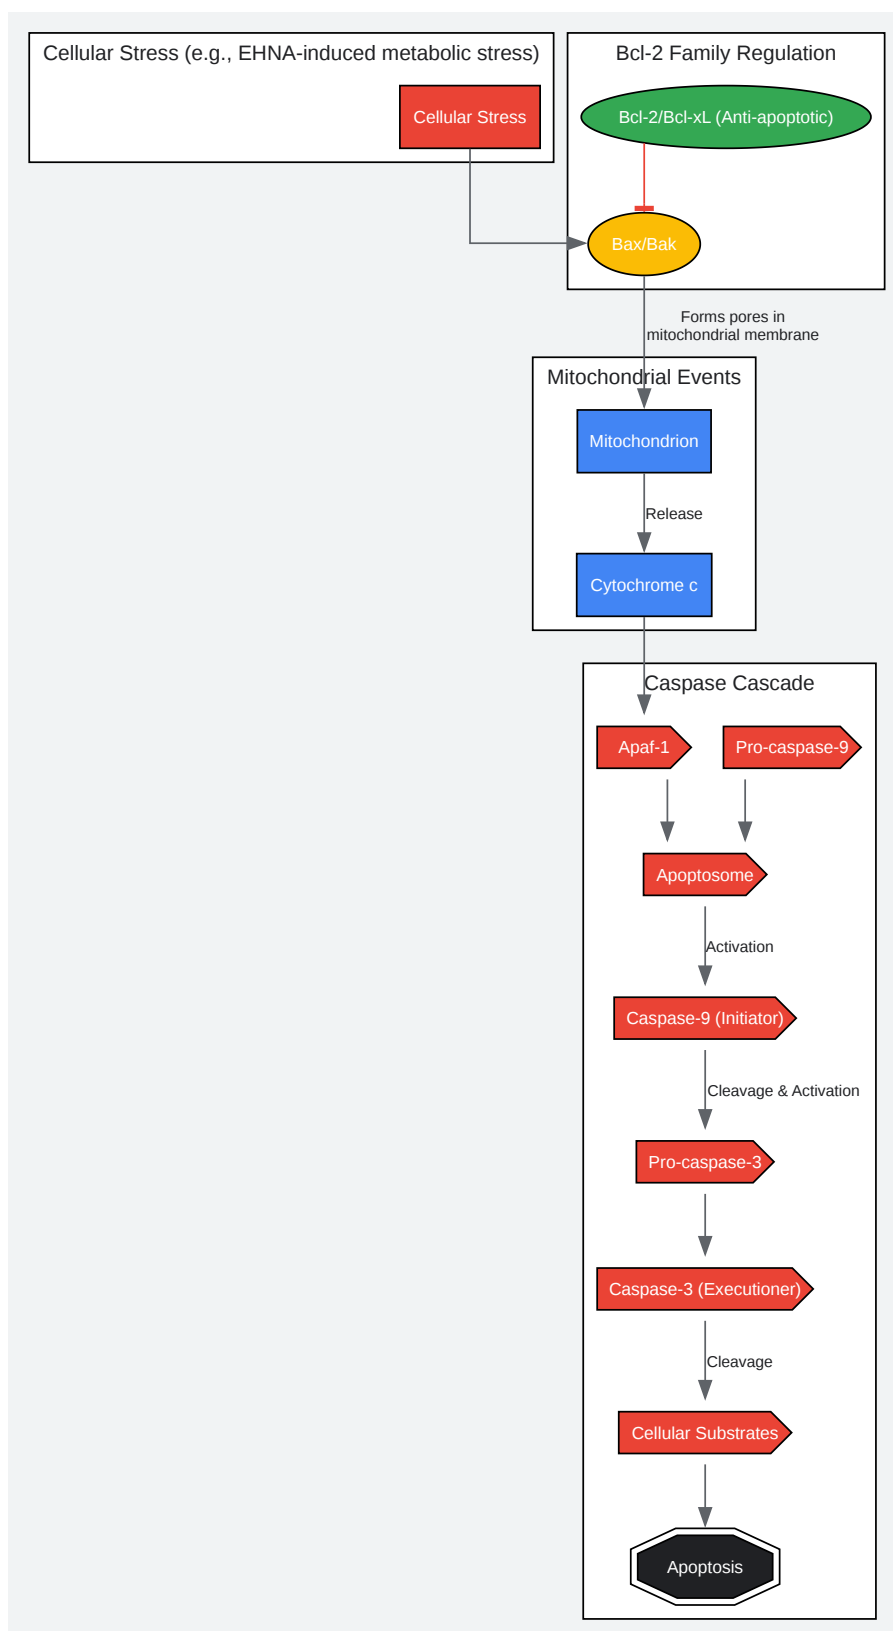 Cellular Stress (e.g., EHNA-induced metabolic stress)
Cellular Stress
Bcl-2 Family Regulation
Bcl-2/Bcl-xL (Anti-apoptotic)
Bax/Bak
Forms pores in
mitochondrial membrane
Mitochondrial Events
Mitochondrion
Release
Cytochrome c
Caspase Cascade
Apaf-1
Pro-caspase-9
Apoptosome
Activation
Caspase-9 (Initiator)
Cleavage & Activation
Pro-caspase-3
Caspase-3 (Executioner)
Cleavage
Cellular Substrates
Apoptosis